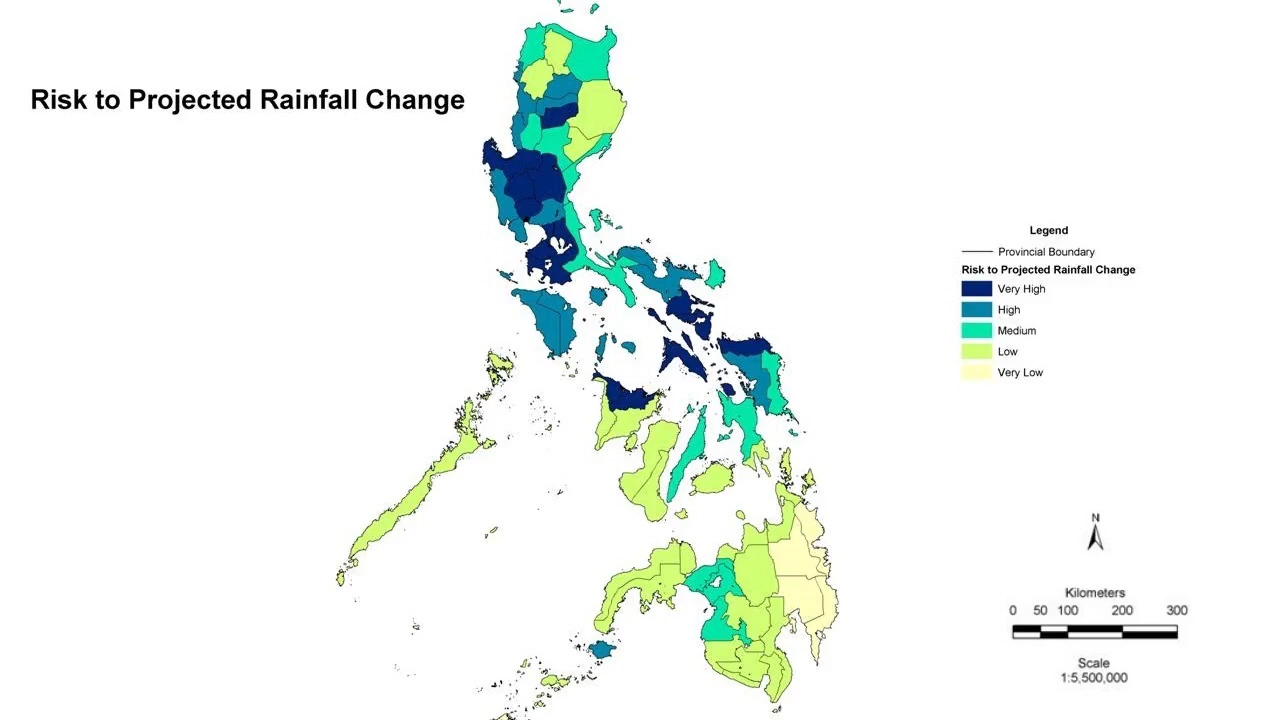 Risk to Projected Rainfall Change
Legend
Provincial Boundary
Risk to Projected Rainfall Change
Very High
High
Medium
Low
Very Low
N
Kilometers
0 50 100 200 300
Scale
1:5,500,000